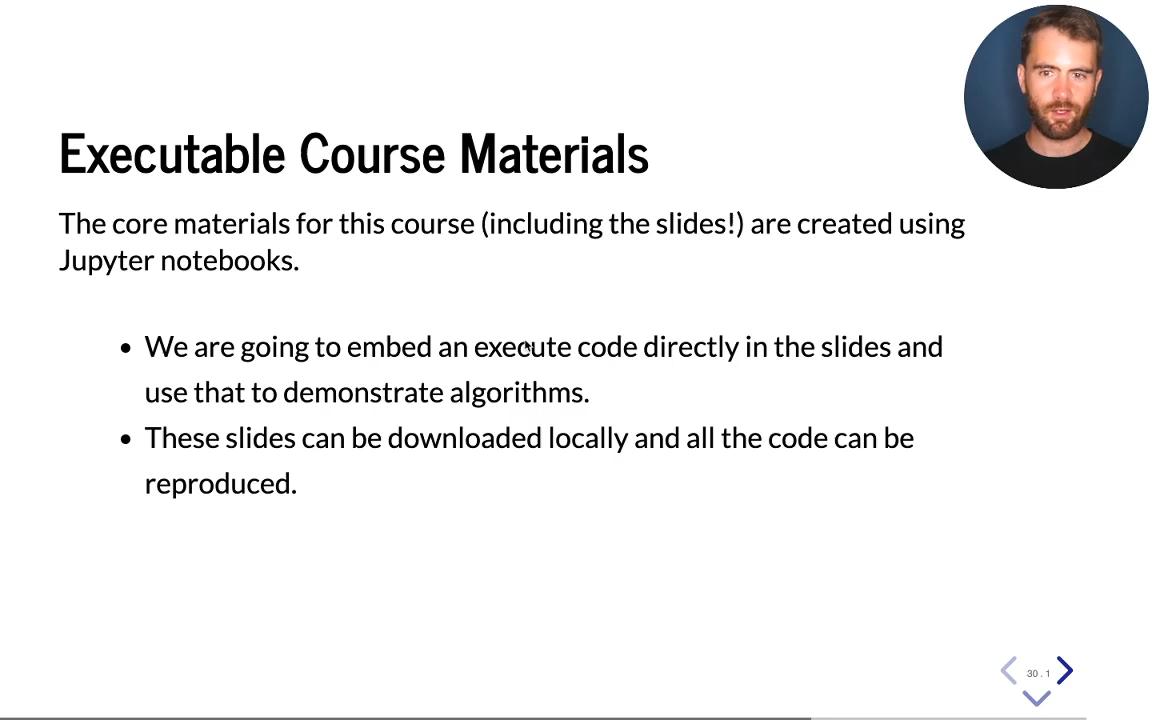 Executable Course Materials
The core materials for this course (including the slides!) are created using
Jupyter notebooks.
• We are going to embed an execute code directly in the slides and
use that to demonstrate algorithms.
• These slides can be downloaded locally and all the code can be
reproduced.
30 . 1